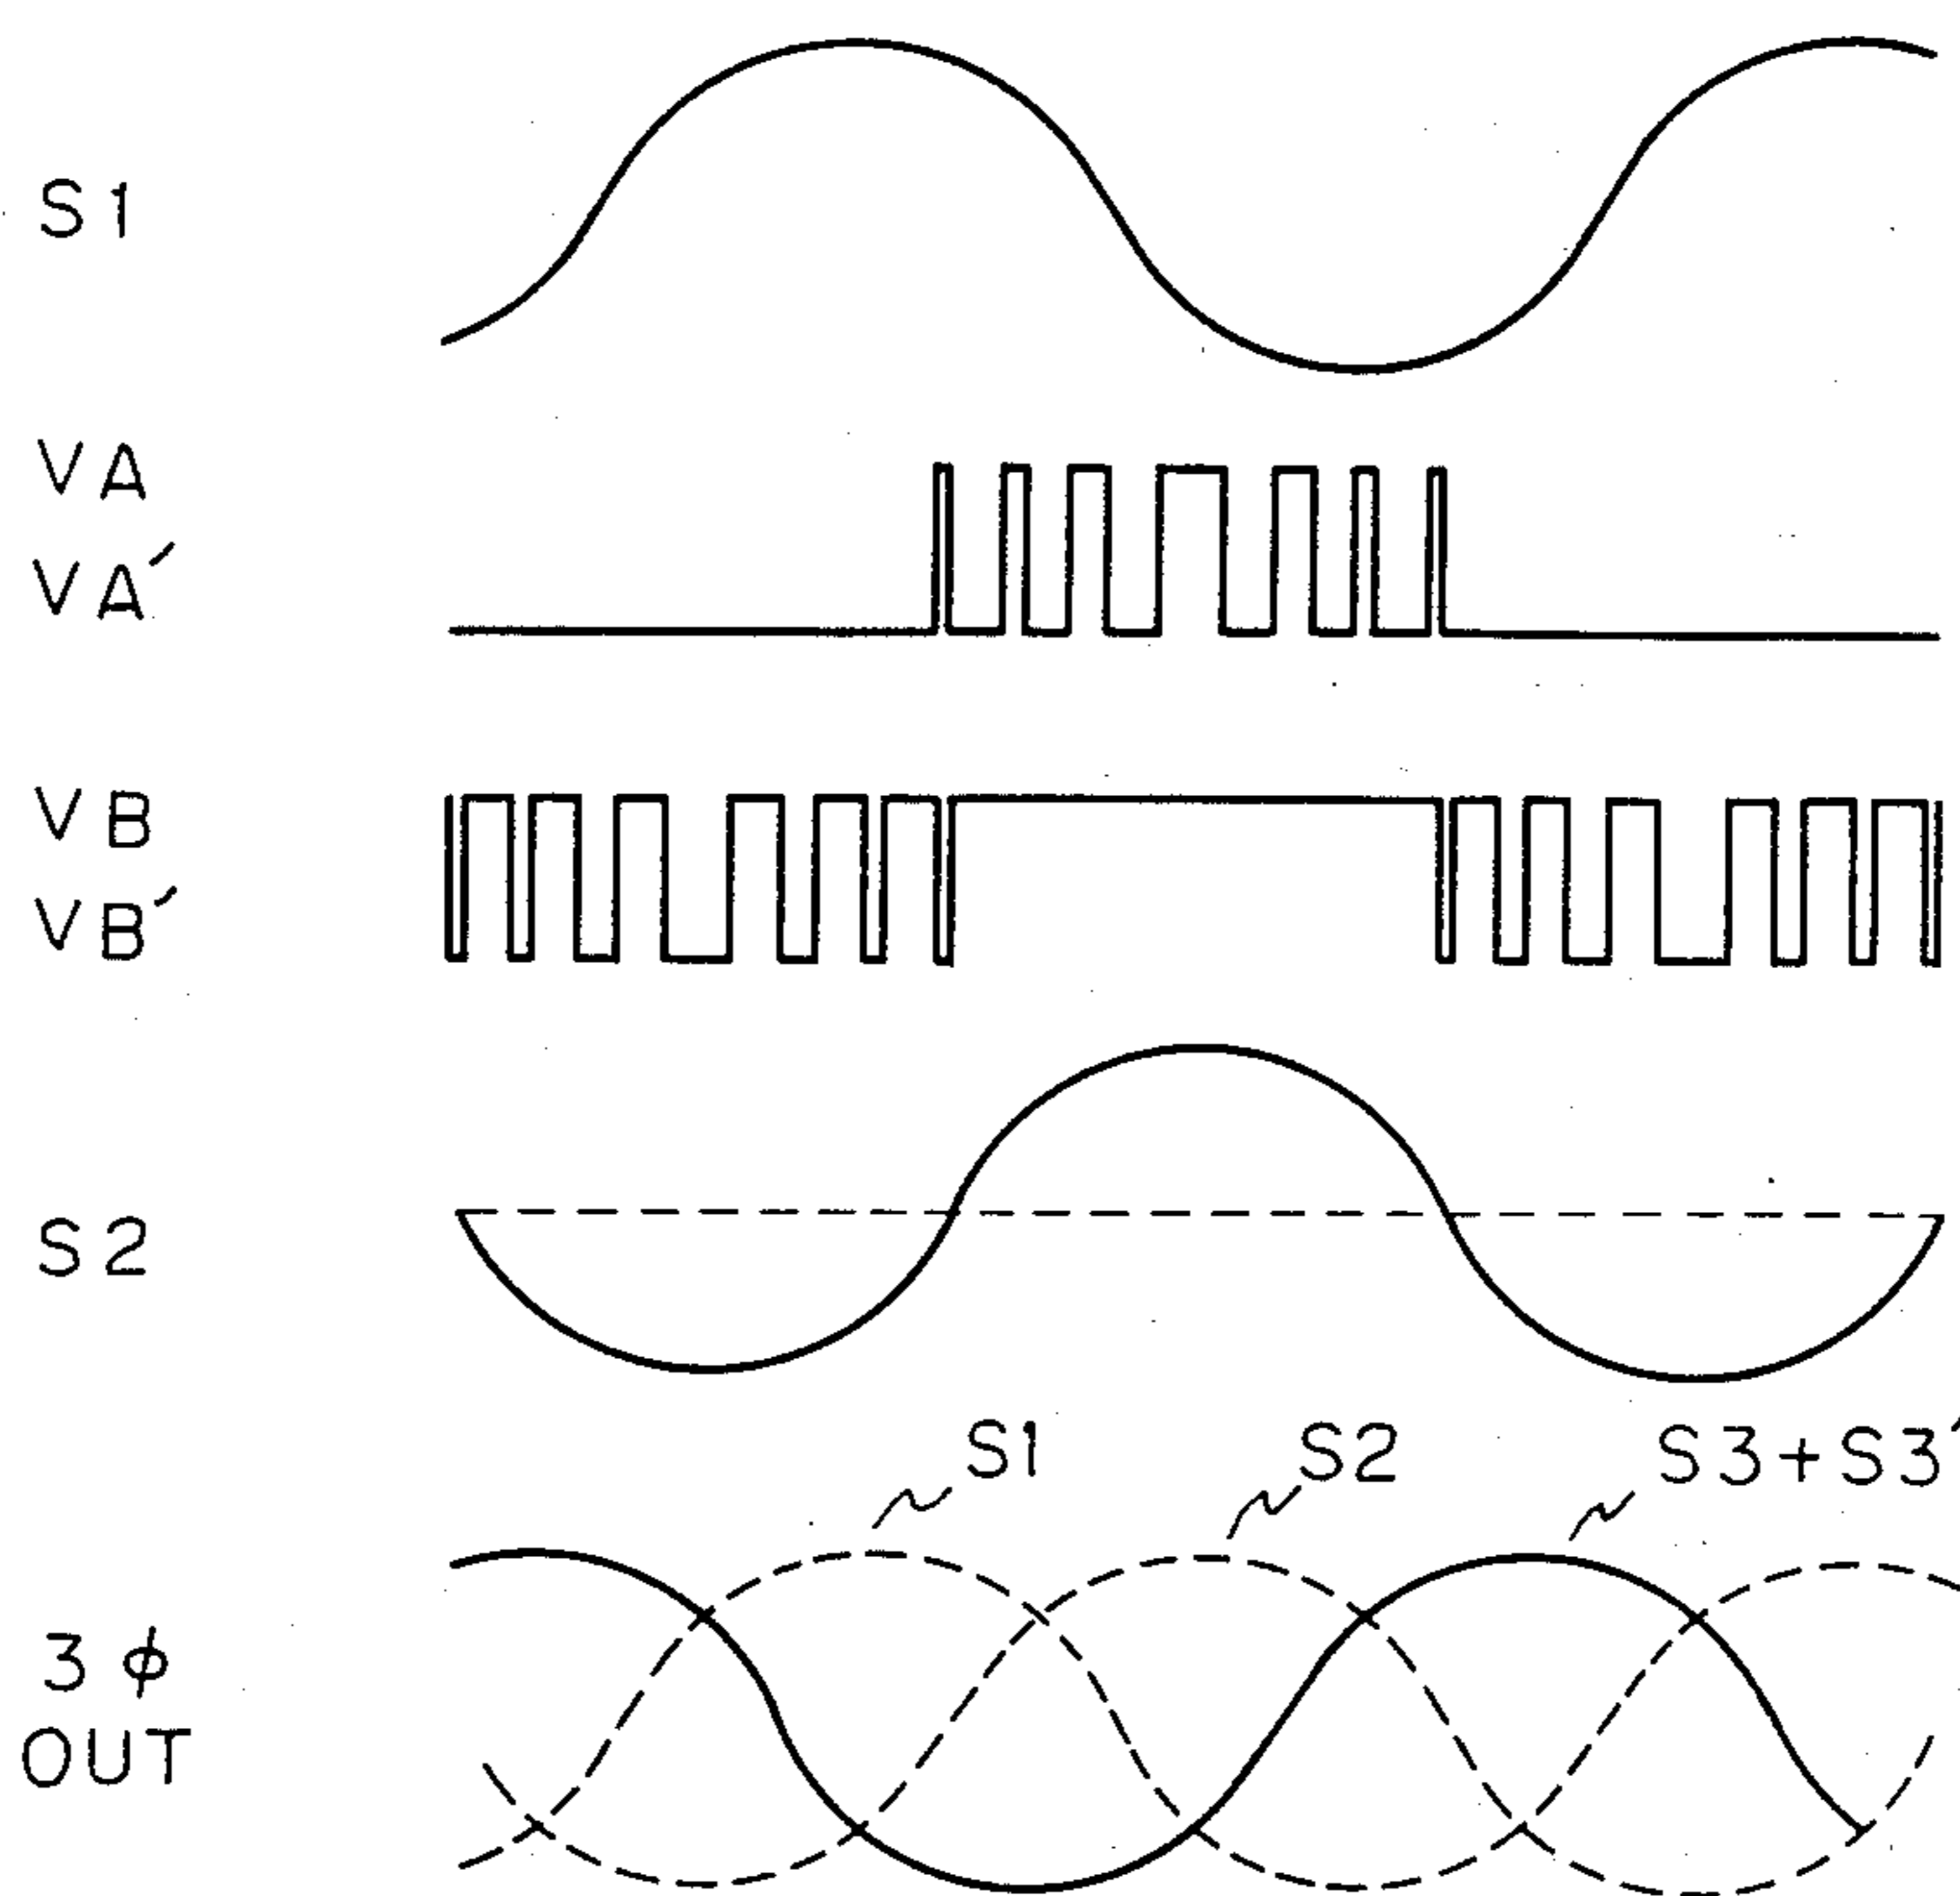 S1
VA
VA′
VB
VB′
S2
S1 S2 S3+S3′
3φ
OUT